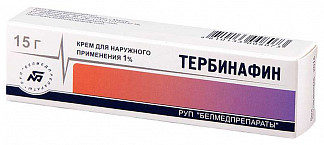 15 Г
КРЕМ ДЛЯ НАРУЖНОГО
ПРИМЕНЕНИЯ 1%
ТЕРБИНАФИН
РУП "БЕЛМЕДПРЕПАРАТЫ"